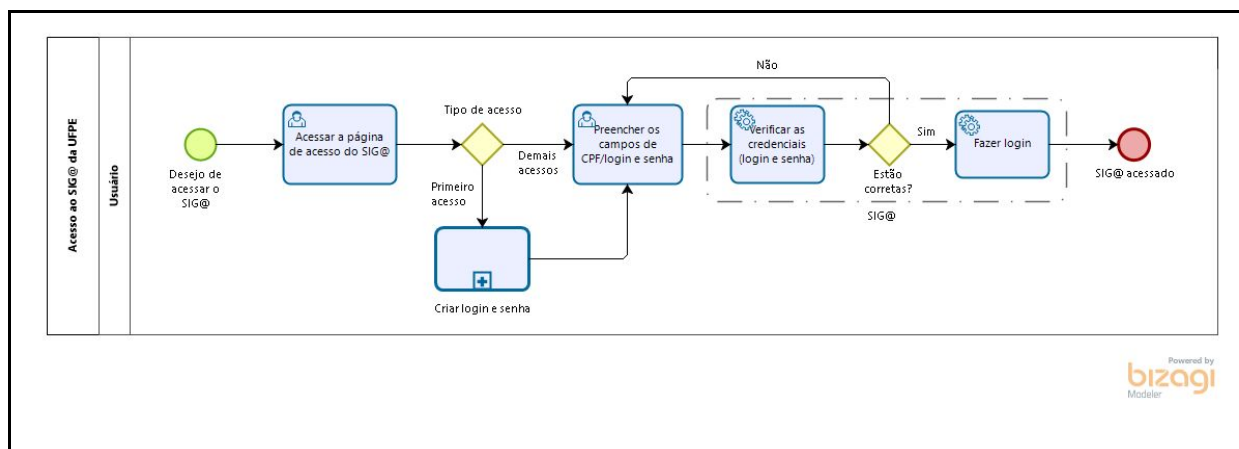 Acesso ao SIG@ da UFPE
Usuário
Desejo de
acessar o
SIG@
Acessar a página
de acesso do SIG@
Tipo de acesso
Demais
acessos
Primeiro
acesso
Criar login e senha
Preencher os
campos de
CPF/login e senha
Não
Verificar as
credenciais
(login e senha)
Estão
corretas?
Sim
SIG@
Fazer login
SIG@ acessado
Powered by
bizagi
Modeler